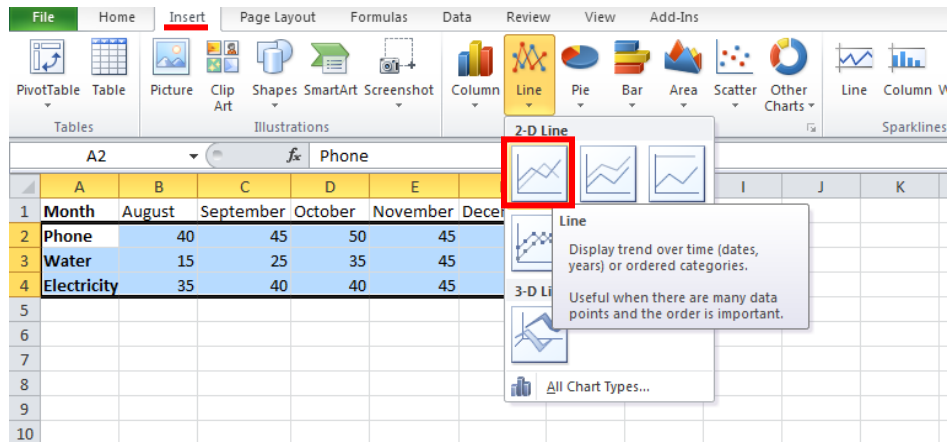 File Home Insert Page Layout Formulas Data Review View Add-Ins
PivotTable Table Picture Clip Art Shapes SmartArt Screenshot Column Line Pie Bar Area Scatter Other Charts Line Column W
Tables Illustrations Sparklines
2-D Line
A2 fx Phone
A B C D E I J K
1 Month August September October November Decem
2 Phone 40 45 50 45
3 Water 15 25 35 45
4 Electricity 35 40 40 45
5
6
7
8
9
10
Line
Display trend over time (dates,
years) or ordered categories.
Useful when there are many data
points and the order is important.
3-D Li
All Chart Types...